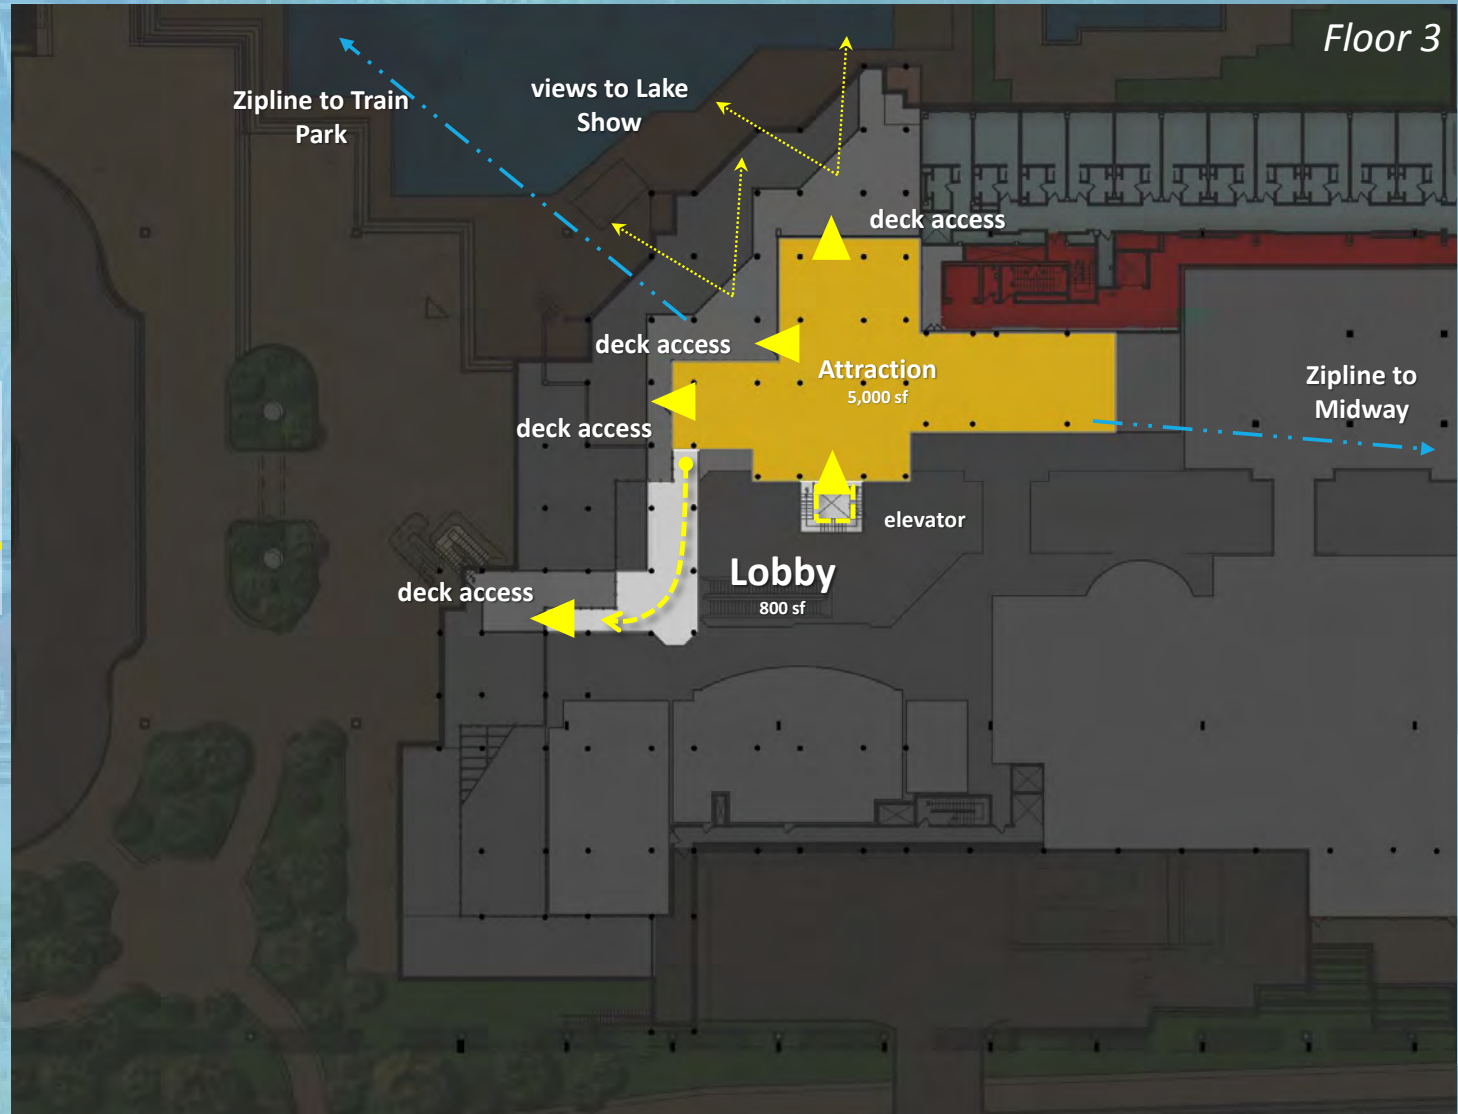 Floor 3
Zipline to Train
Park
views to Lake
Show
deck access
deck access
Attraction
5,000 sf
Zipline to
Midway
deck access
elevator
Lobby
800 sf
deck access